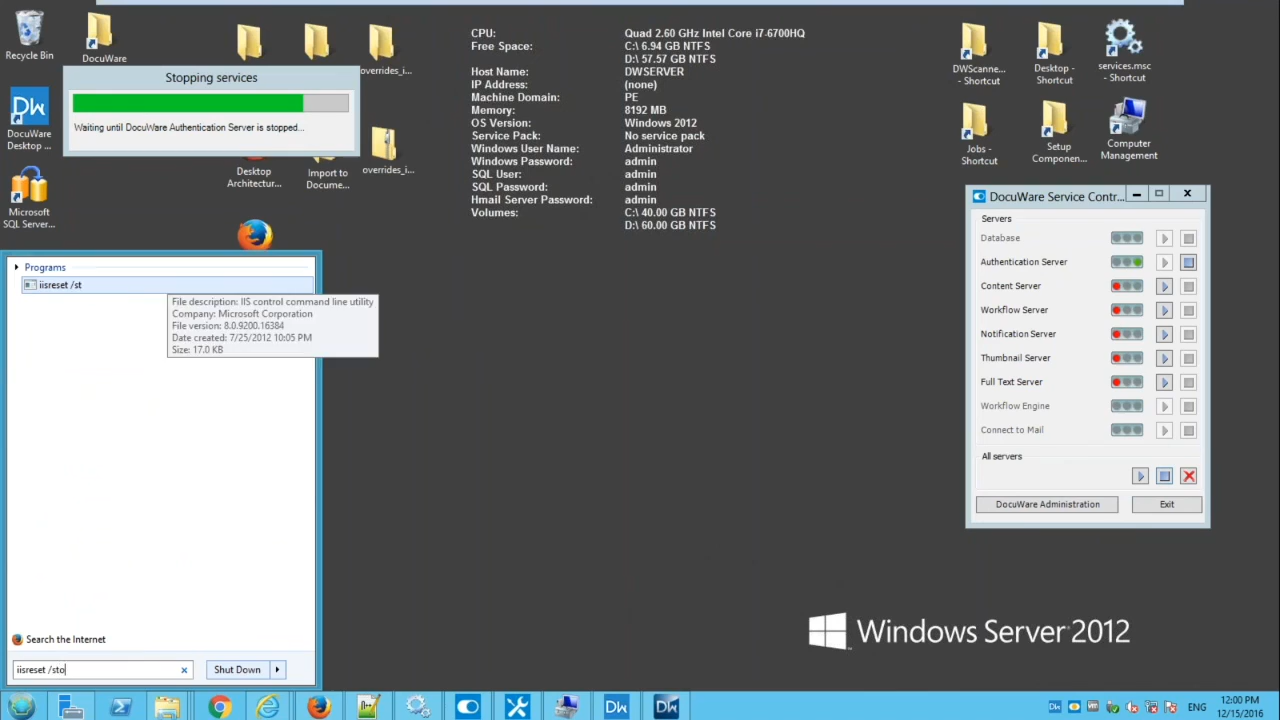 Recycle Bin
DocuWare
overrides_i...
Stopping services
Waiting until DocuWare Authentication Server is stopped...
DocuWare
Desktop ...
Desktop
Architectur...
Import to
Docume...
overrides_i...
Microsoft
SQL Server...
CPU: Quad 2.60 GHz Intel Core i7-6700HQ
Free Space: C:\ 6.94 GB NTFS
D:\ 57.57 GB NTFS
Host Name: DWSERVER
IP Address: (none)
Machine Domain: PE
Memory: 8192 MB
OS Version: Windows 2012
Service Pack: No service pack
Windows User Name: Administrator
Windows Password: admin
SQL User: admin
SQL Password: admin
Hmail Server Password: admin
Volumes: C:\ 40.00 GB NTFS
D:\ 60.00 GB NTFS
DWScanne...
- Shortcut
Desktop -
Shortcut
services.msc
- Shortcut
Jobs -
Shortcut
Setup
Componen...
Computer
Management
DocuWare Service Contr...
Servers
Database
Authentication Server
Content Server
Workflow Server
Notification Server
Thumbnail Server
Full Text Server
Workflow Engine
Connect to Mail
All servers
DocuWare Administration
Exit
Programs
iisreset /st
File description: IIS control command line utility
Company: Microsoft Corporation
File version: 8.0.9200.16384
Date created: 7/25/2012 10:05 PM
Size: 17.0 KB
Search the Internet
iisreset /sto
Shut Down
Windows Server 2012
ENG
12:00 PM
12/15/2016